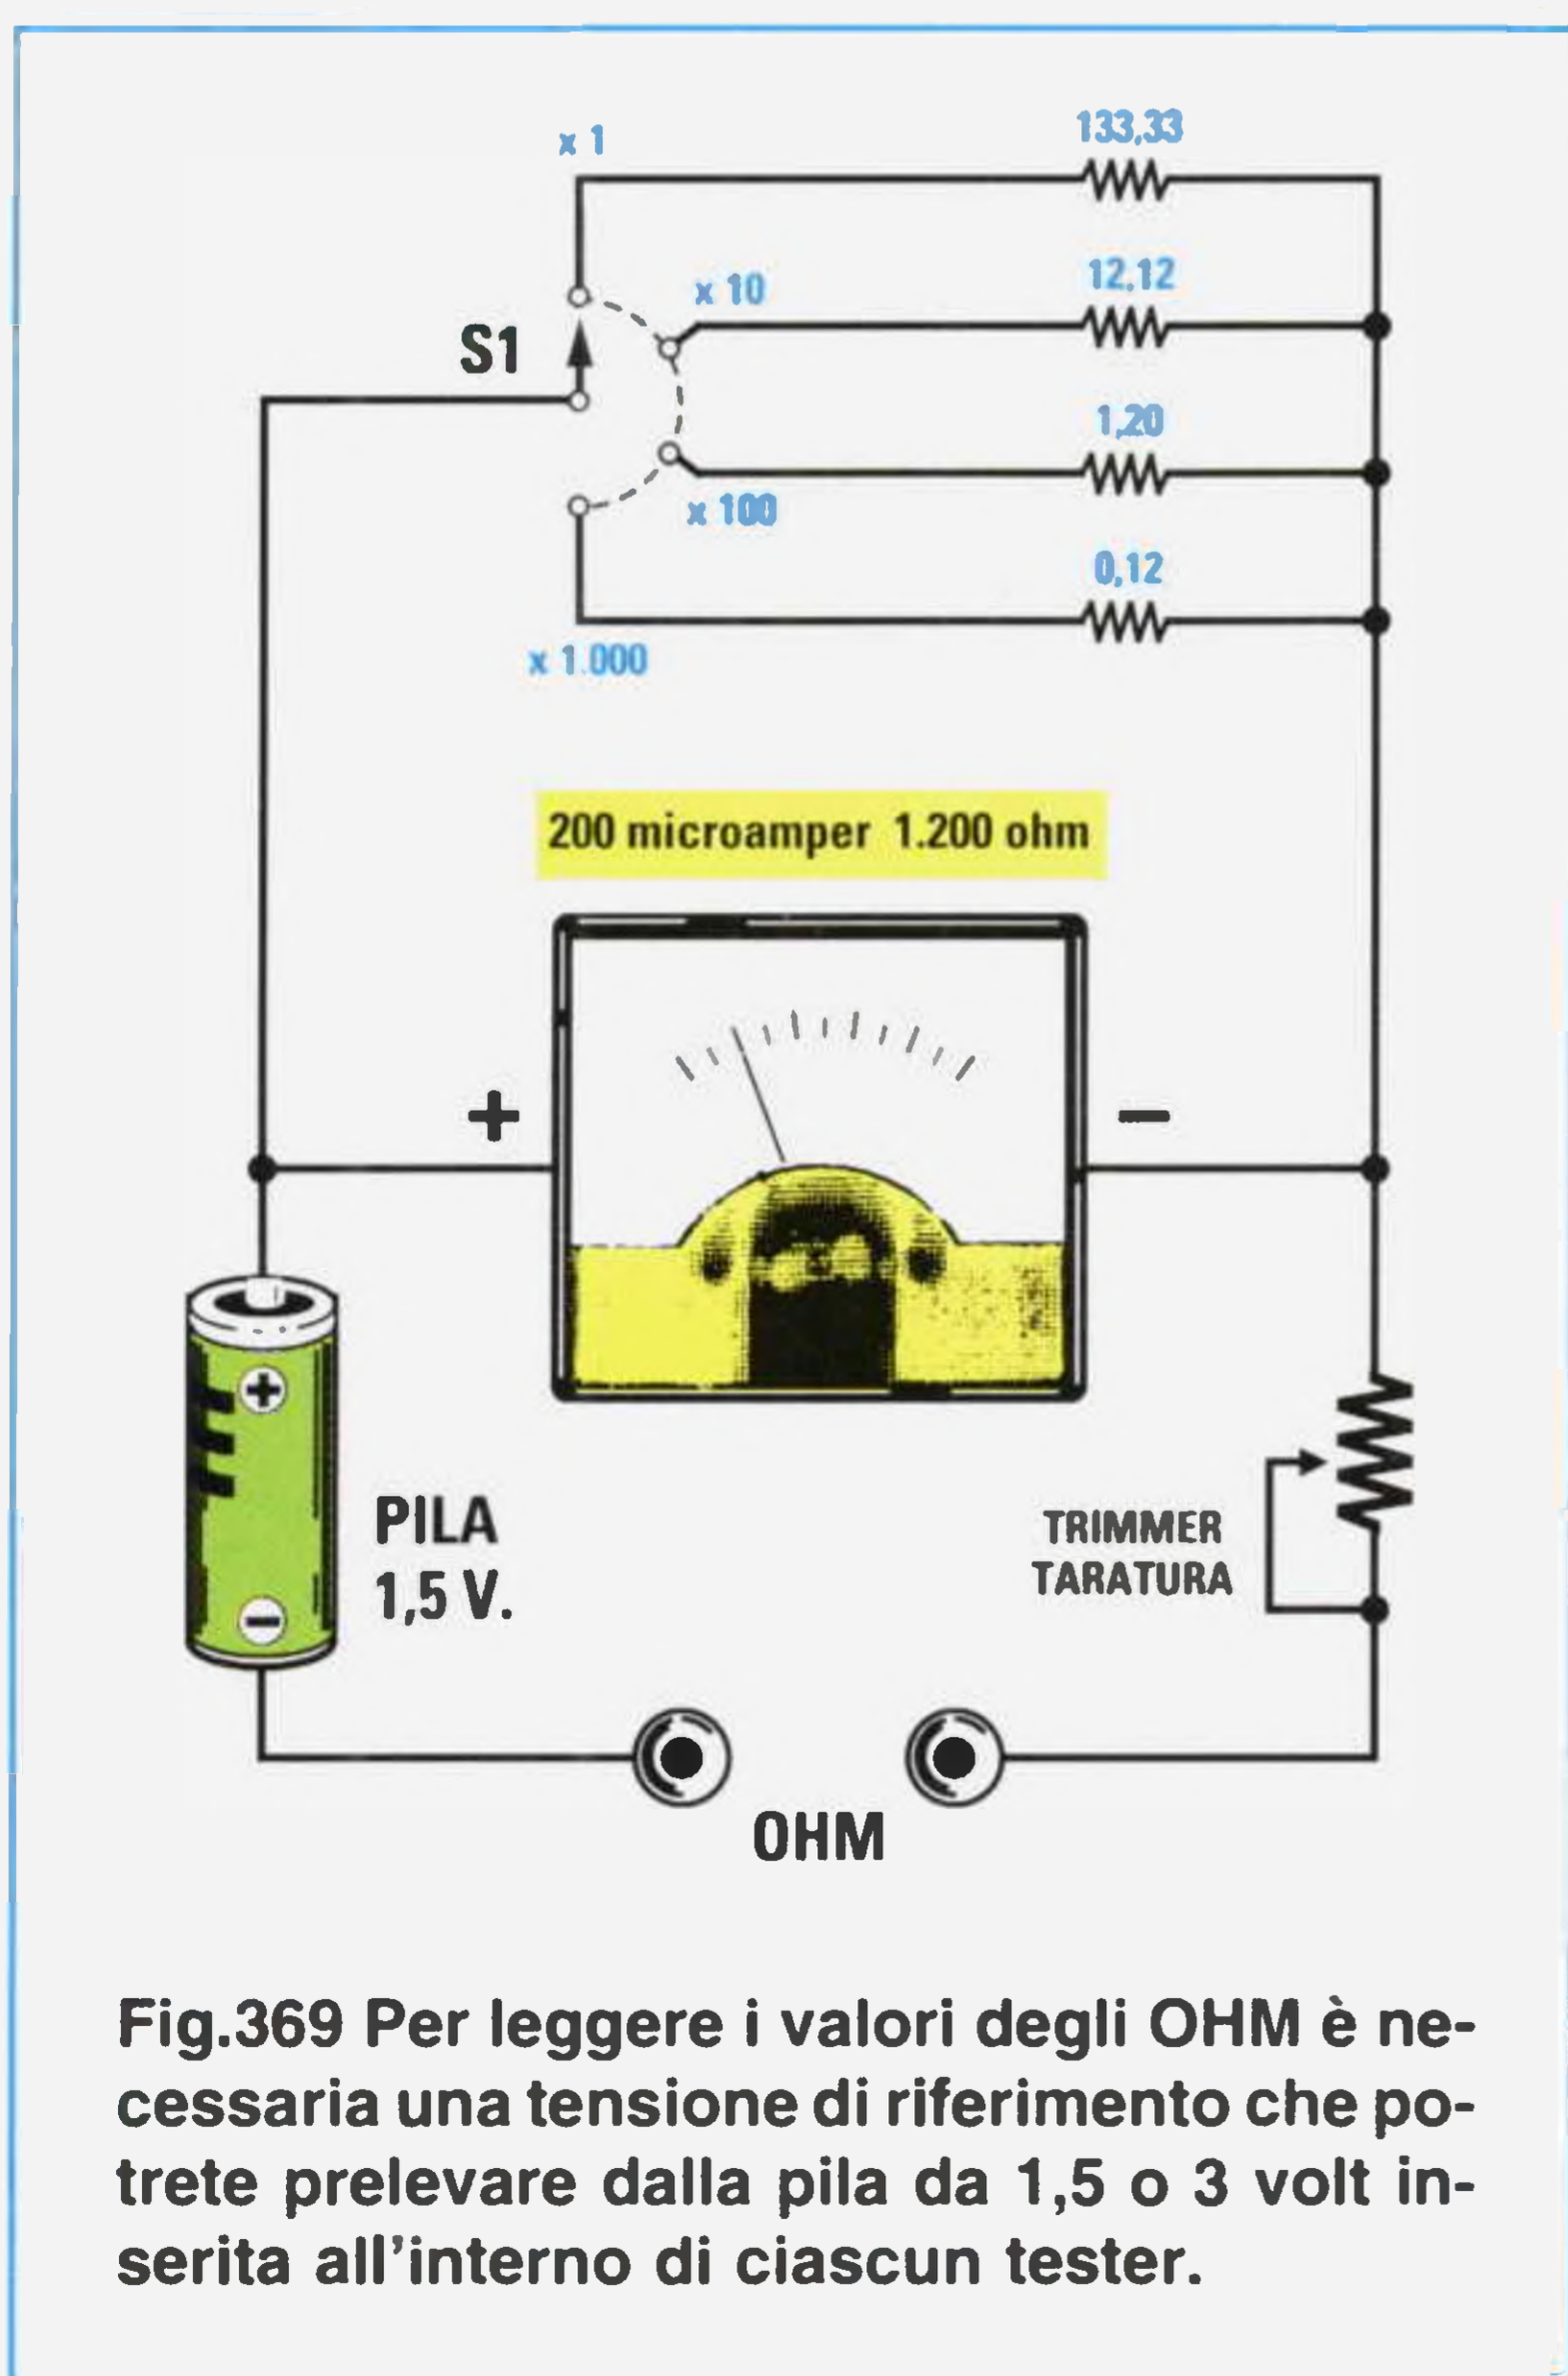 x 1
133,33
x 10
12,12
S1
1,20
x 100
0,12
x 1.000
200 microamper 1.200 ohm
+
−
+
PILA
1,5 V.
−
TRIMMER
TARATURA
OHM
Fig.369 Per leggere i valori degli OHM è ne-
cessaria una tensione di riferimento che po-
trete prelevare dalla pila da 1,5 o 3 volt in-
serita all'interno di ciascun tester.